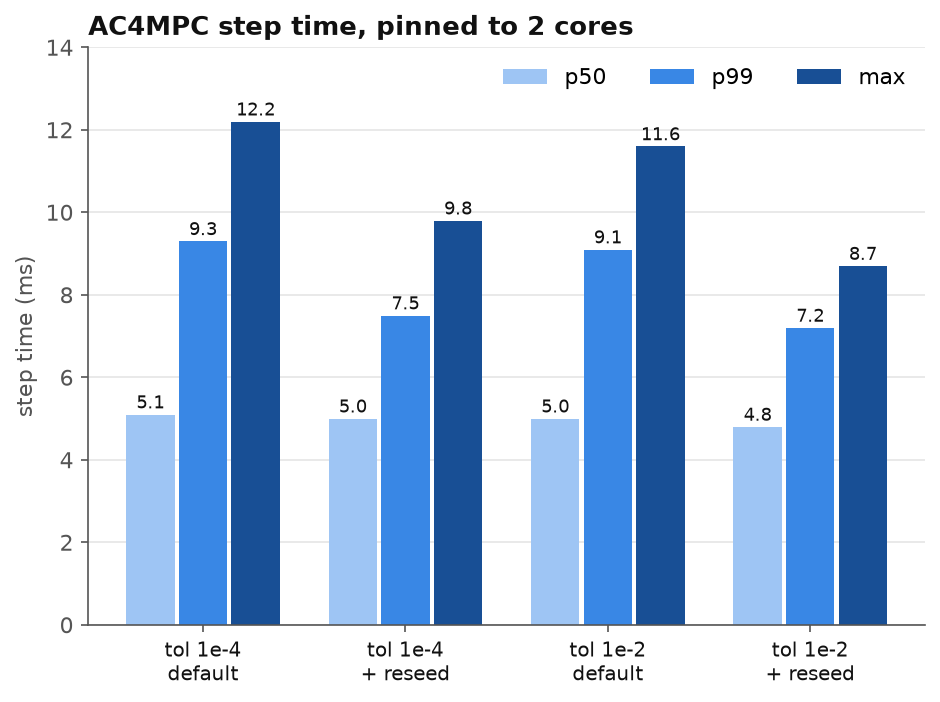 AC4MPC step time, pinned to 2 cores
p50 p99 max
step time (ms)
14
12
10
8
6
4
2
0
5.1 9.3 12.2
5.0 7.5 9.8
5.0 9.1 11.6
4.8 7.2 8.7
tol 1e-4
default
tol 1e-4
+ reseed
tol 1e-2
default
tol 1e-2
+ reseed